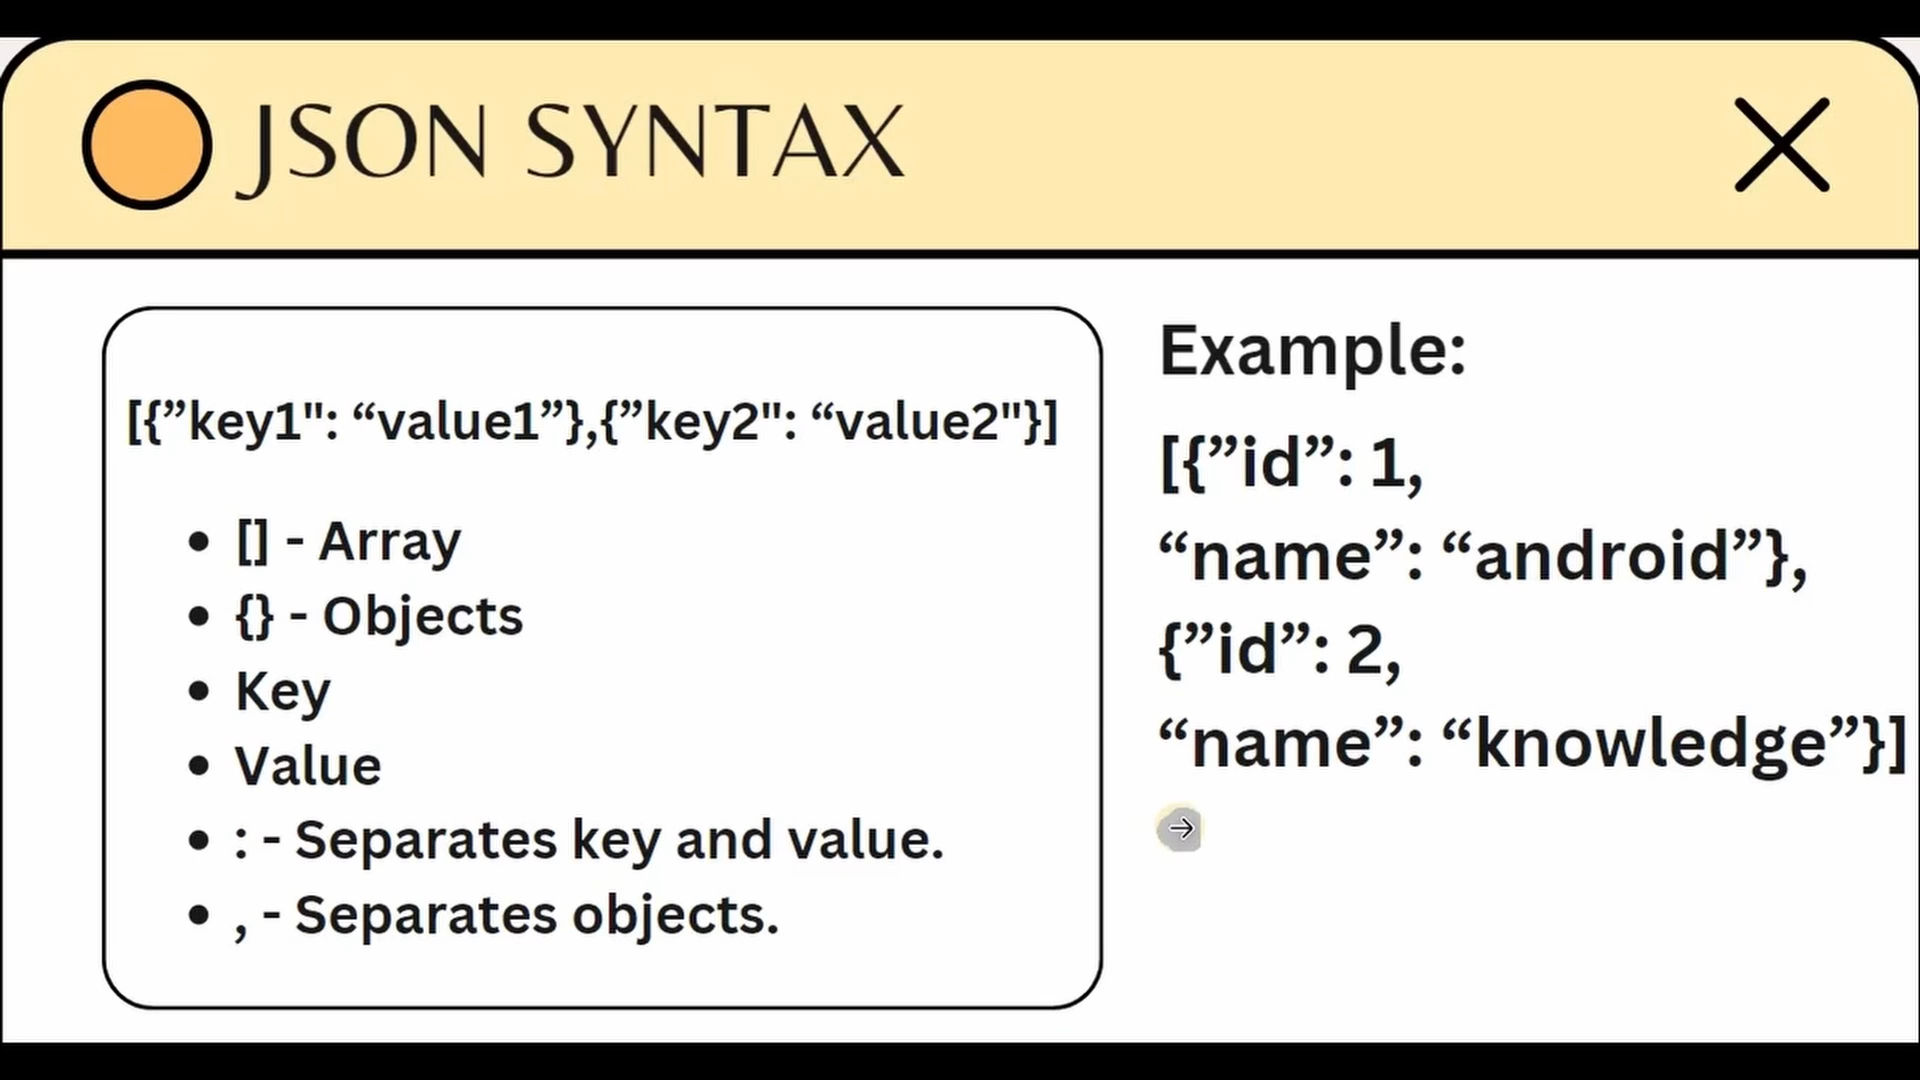 JSON SYNTAX
[{”key1": “value1”},{”key2": “value2"}]
• [] - Array
• {} - Objects
• Key
• Value
• : - Separates key and value.
• , - Separates objects.
Example:
[{”id”: 1,
“name”: “android”},
{”id”: 2,
“name”: “knowledge”}]